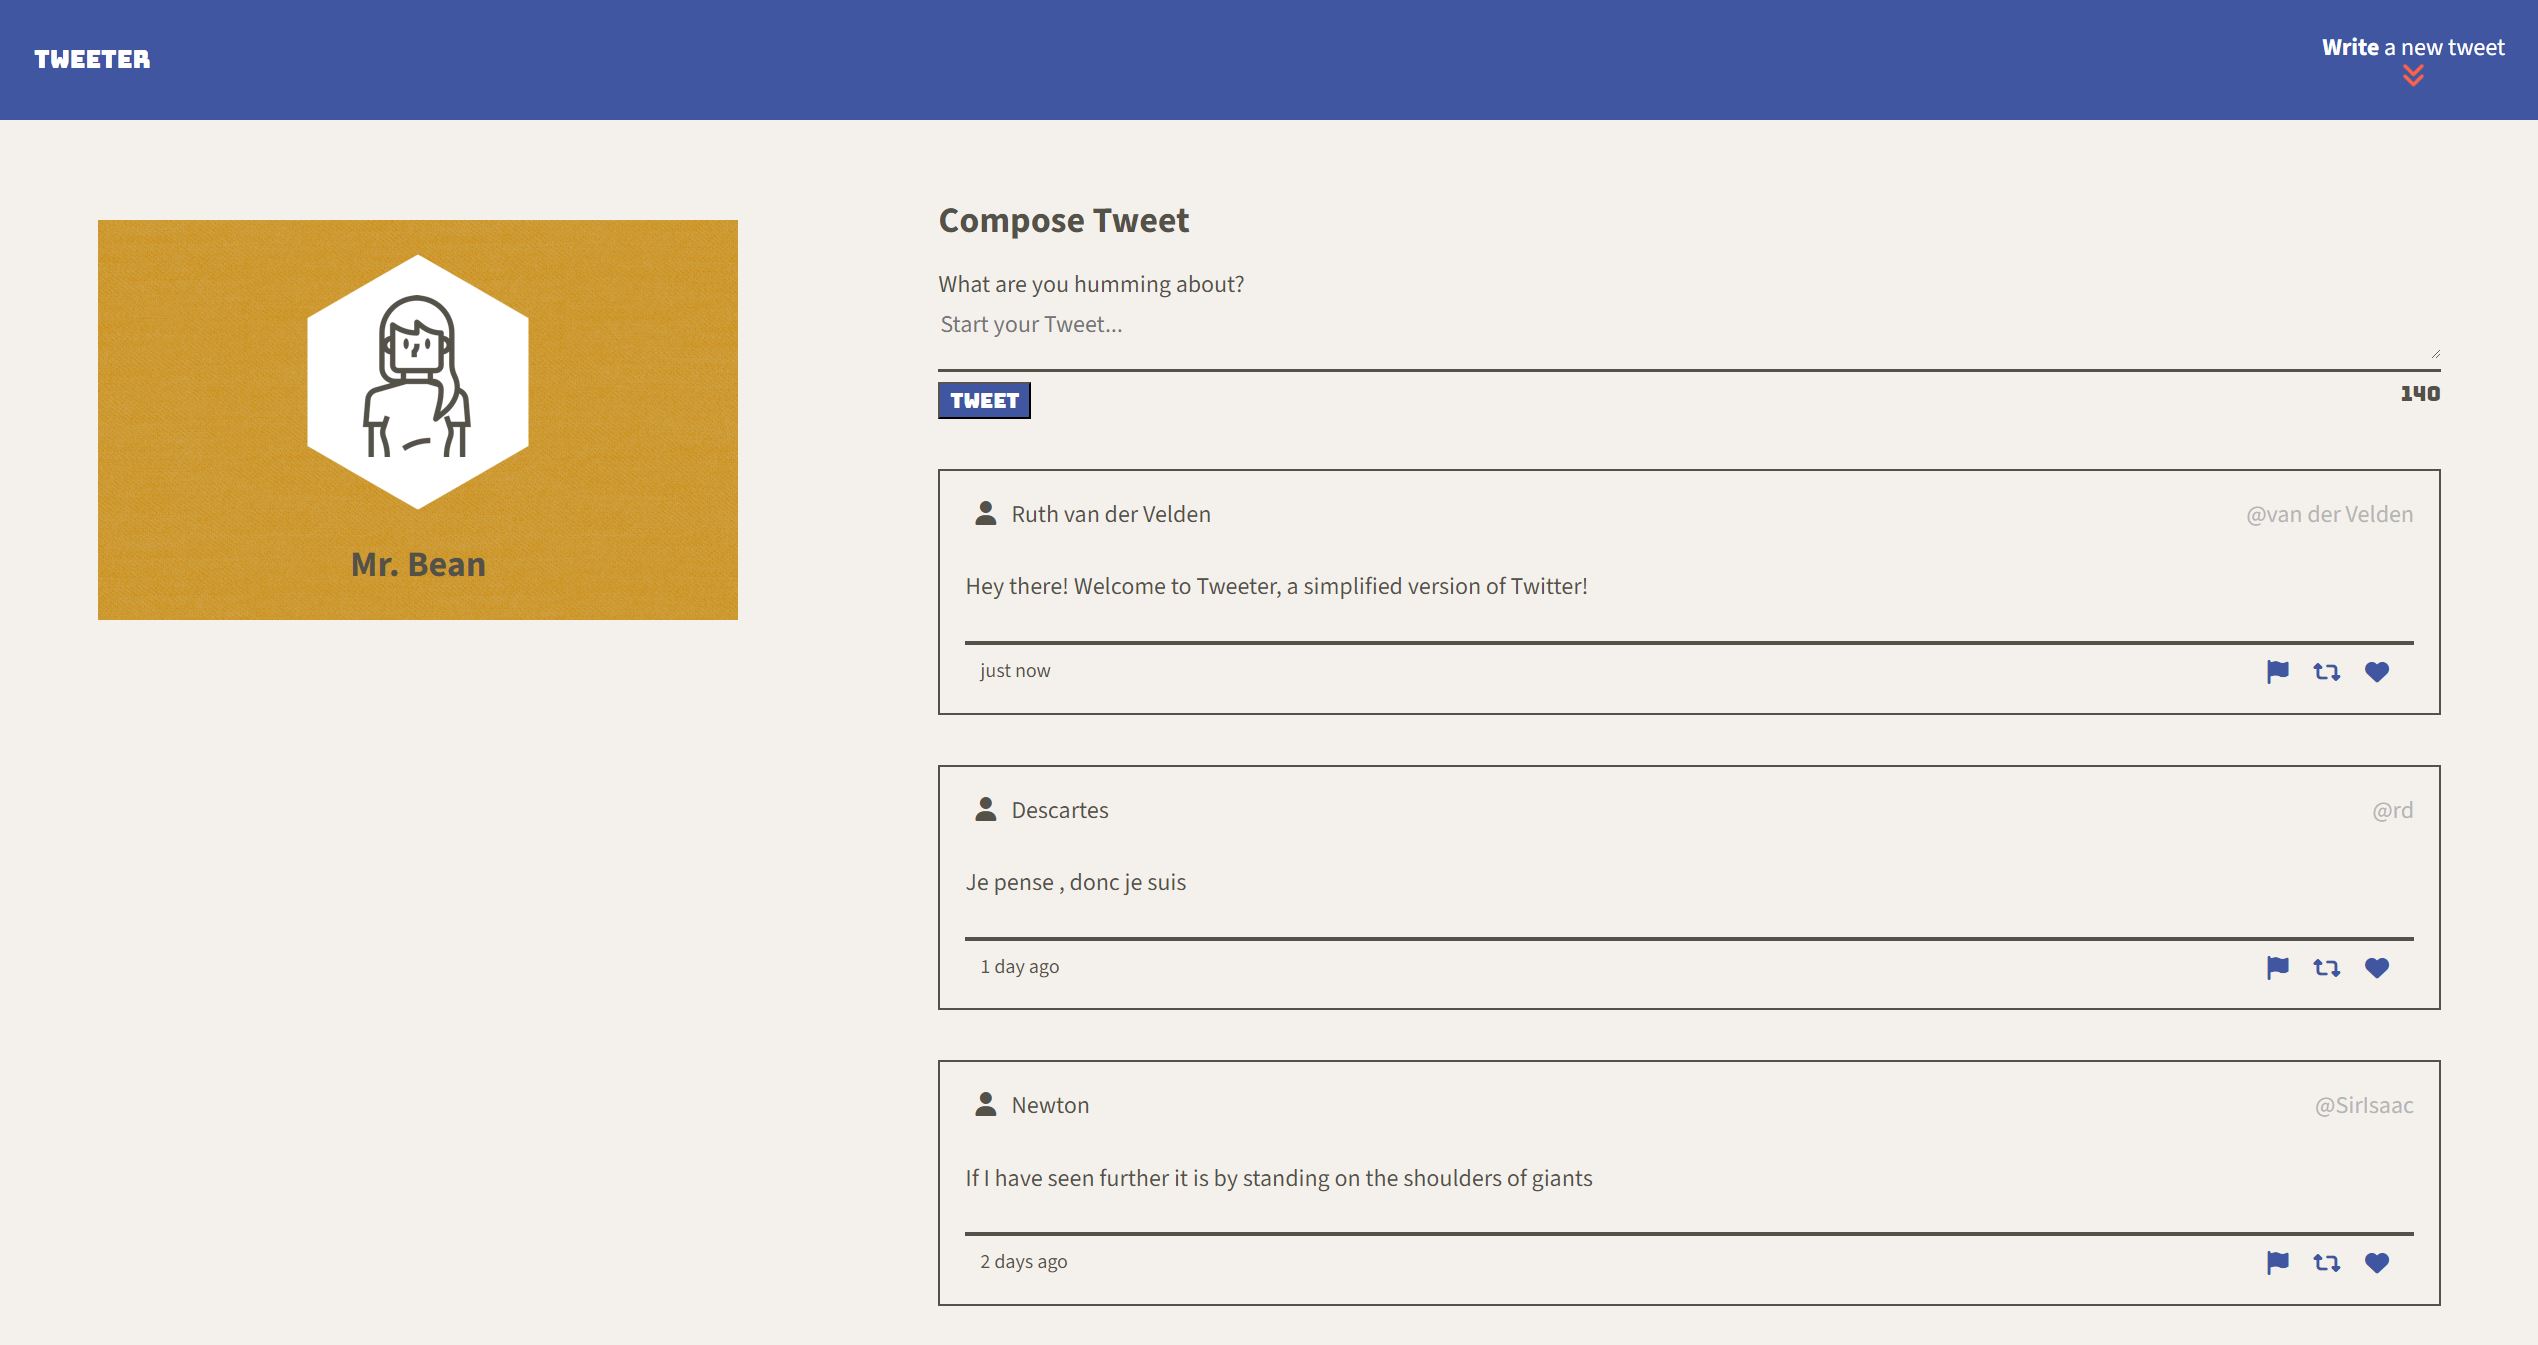 TWEETER
Write a new tweet
Mr. Bean
Compose Tweet
What are you humming about?
Start your Tweet...
TWEET
140
Ruth van der Velden
@van der Velden
Hey there! Welcome to Tweeter, a simplified version of Twitter!
just now
Descartes
@rd
Je pense , donc je suis
1 day ago
Newton
@SirIsaac
If I have seen further it is by standing on the shoulders of giants
2 days ago